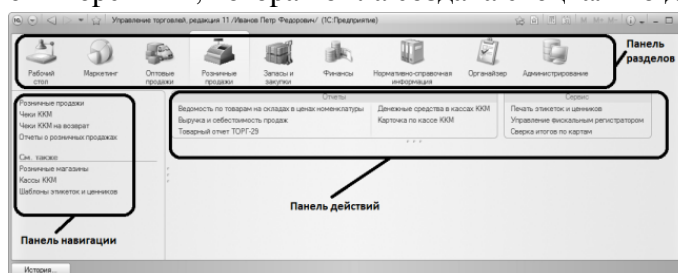 Управление торговлей, редакция 11 /Иванов Петр Федорович/ (1С:Предприятие)
M M+ M-
Панель разделов
Рабочий стол
Маркетинг
Оптовые продажи
Розничные продажи
Запасы и закупки
Финансы
Нормативно-справочная информация
Органайзер
Администрирование
Розничные продажи
Чеки ККМ
Чеки ККМ на возврат
Отчеты о розничных продажах
См. также
Розничные магазины
Кассы ККМ
Шаблоны этикеток и ценников
Отчеты
Ведомость по товарам на складах в ценах номенклатуры
Выручка и себестоимость продаж
Товарный отчет ТОРГ-29
Денежные средства в кассах ККМ
Карточка по кассе ККМ
Сервис
Печать этикеток и ценников
Управление фискальным регистратором
Сверка итогов по картам
Панель действий
Панель навигации
История...